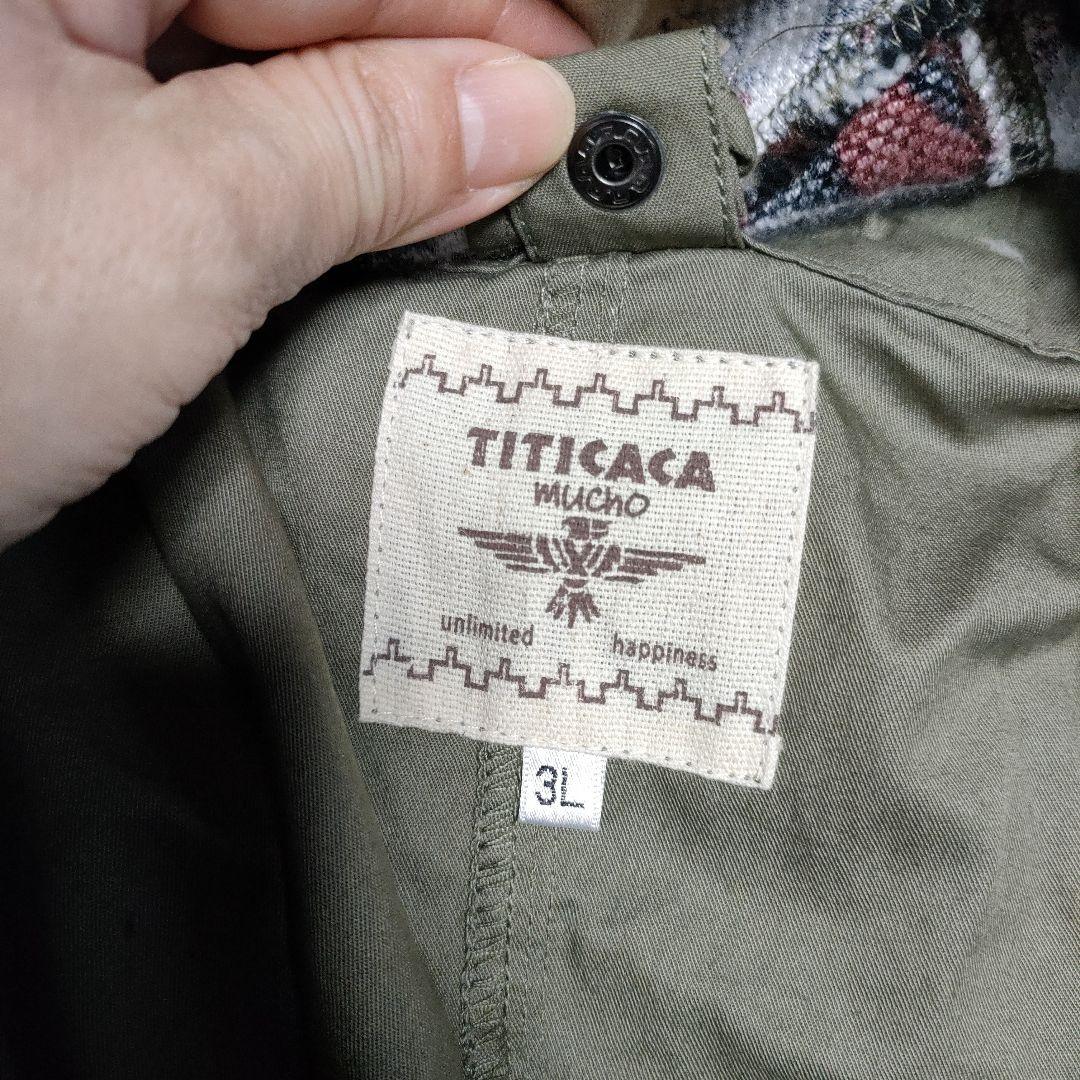 TITICACA
mucho
unlimited happiness
3L